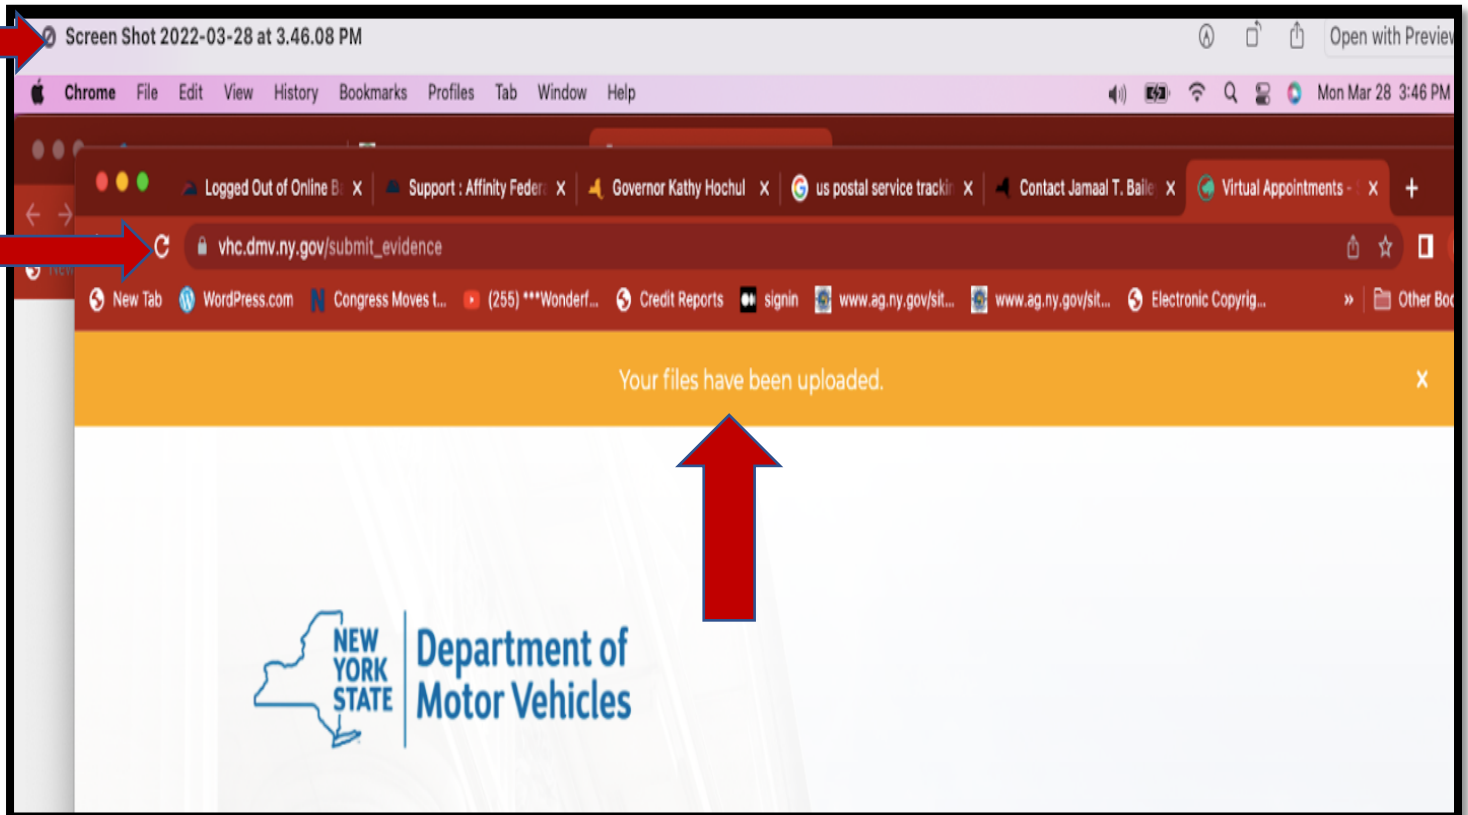 Screen Shot 2022-03-28 at 3.46.08 PM Open with Preview
Chrome File Edit View History Bookmarks Profiles Tab Window Help Mon Mar 28 3:46 PM
Logged Out of Online B Support : Affinity Feder Governor Kathy Hochul us postal service trackin Contact Jamaal T. Baile Virtual Appointments -
vhc.dmv.ny.gov/submit_evidence
New Tab WordPress.com Congress Moves t... (255) ***Wonderf... Credit Reports signin www.ag.ny.gov/sit... www.ag.ny.gov/sit... Electronic Copyrig... » Other Boo
Your files have been uploaded.
NEW
YORK
STATE
Department of
Motor Vehicles